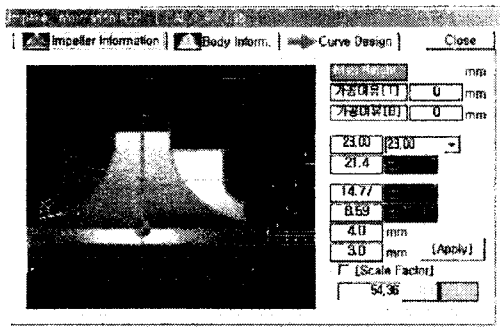 Impeller Information
Body Inform.
Curve Design
Close
mm
가공여유(T)
0
mm
가공여유(B)
0
mm
23.00
23.00
21.4
14.77
8.59
4.0
mm
3.0
mm
[Apply]
[Scale Factor]
54,36